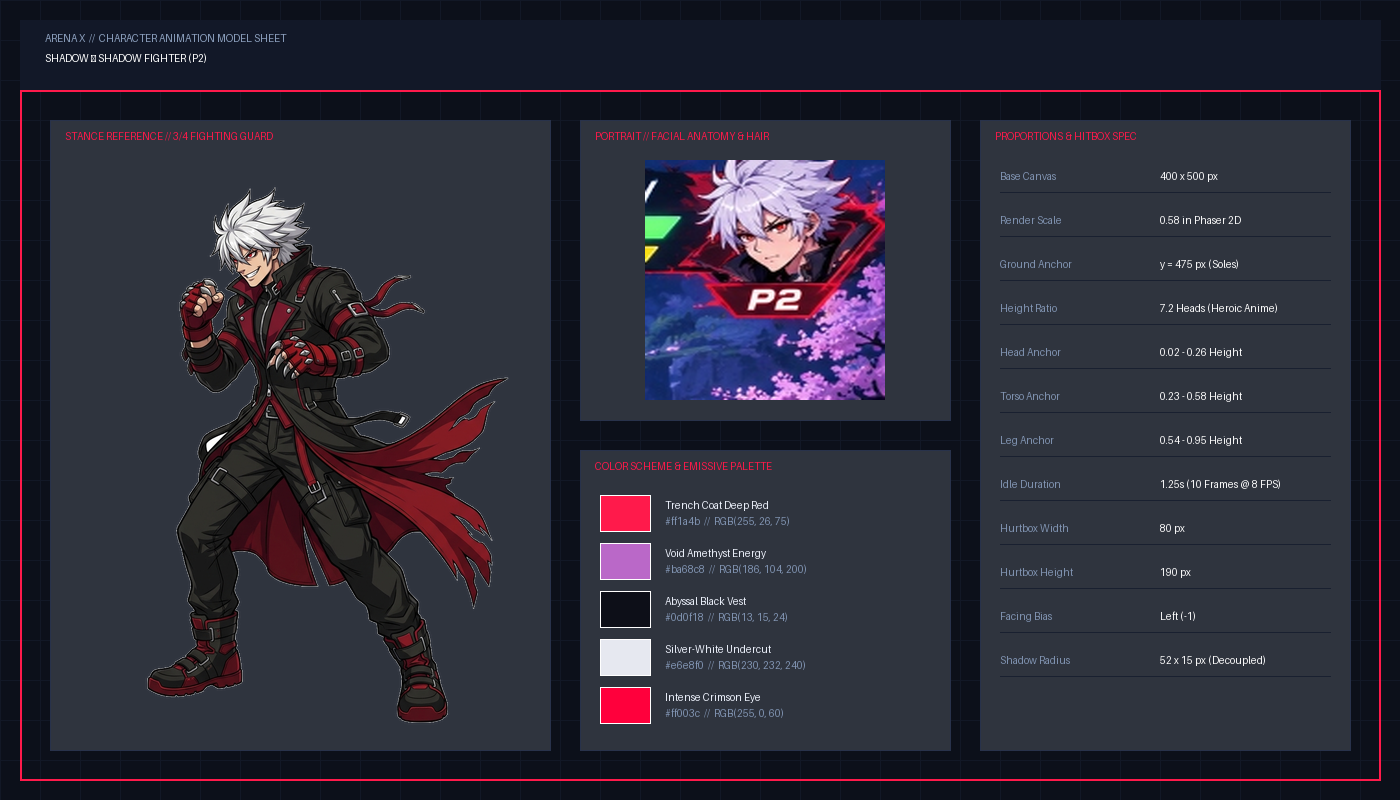 ARENA X // CHARACTER ANIMATION MODEL SHEET
SHADOW SHADOW FIGHTER (P2)
STANCE REFERENCE // 3/4 FIGHTING GUARD
PORTRAIT // FACIAL ANATOMY & HAIR
P2
COLOR SCHEME & EMISSIVE PALETTE
Trench Coat Deep Red
#ff1a4b // RGB(255, 26, 75)
Void Amethyst Energy
#ba68c8 // RGB(186, 104, 200)
Abyssal Black Vest
#0d0f18 // RGB(13, 15, 24)
Silver-White Undercut
#e6e8f0 // RGB(230, 232, 240)
Intense Crimson Eye
#ff003c // RGB(255, 0, 60)
PROPORTIONS & HITBOX SPEC
Base Canvas 400 x 500 px
Render Scale 0.58 in Phaser 2D
Ground Anchor y = 475 px (Soles)
Height Ratio 7.2 Heads (Heroic Anime)
Head Anchor 0.02 - 0.26 Height
Torso Anchor 0.23 - 0.58 Height
Leg Anchor 0.54 - 0.95 Height
Idle Duration 1.25s (10 Frames @ 8 FPS)
Hurtbox Width 80 px
Hurtbox Height 190 px
Facing Bias Left (-1)
Shadow Radius 52 x 15 px (Decoupled)